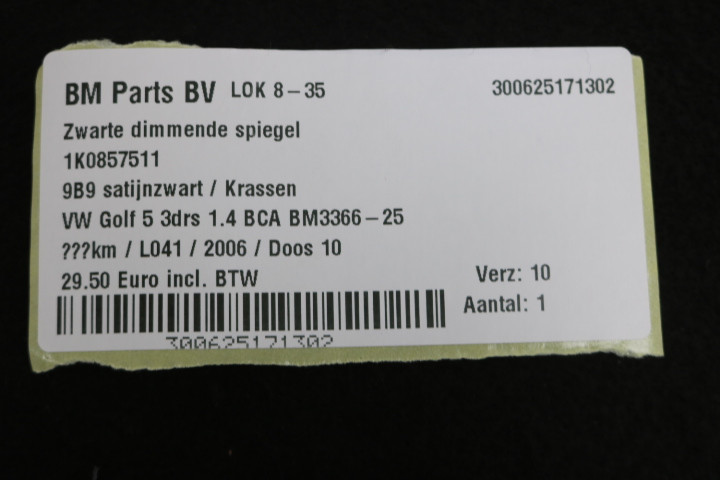 BM Parts BV LOK 8-35 300625171302
Zwarte dimmende spiegel
1K0857511
9B9 satijnzwart / Krassen
VW Golf 5 3drs 1.4 BCA BM3366-25
???km / L041 / 2006 / Doos 10
29.50 Euro incl. BTW Verz: 10
Aantal: 1
300625171302